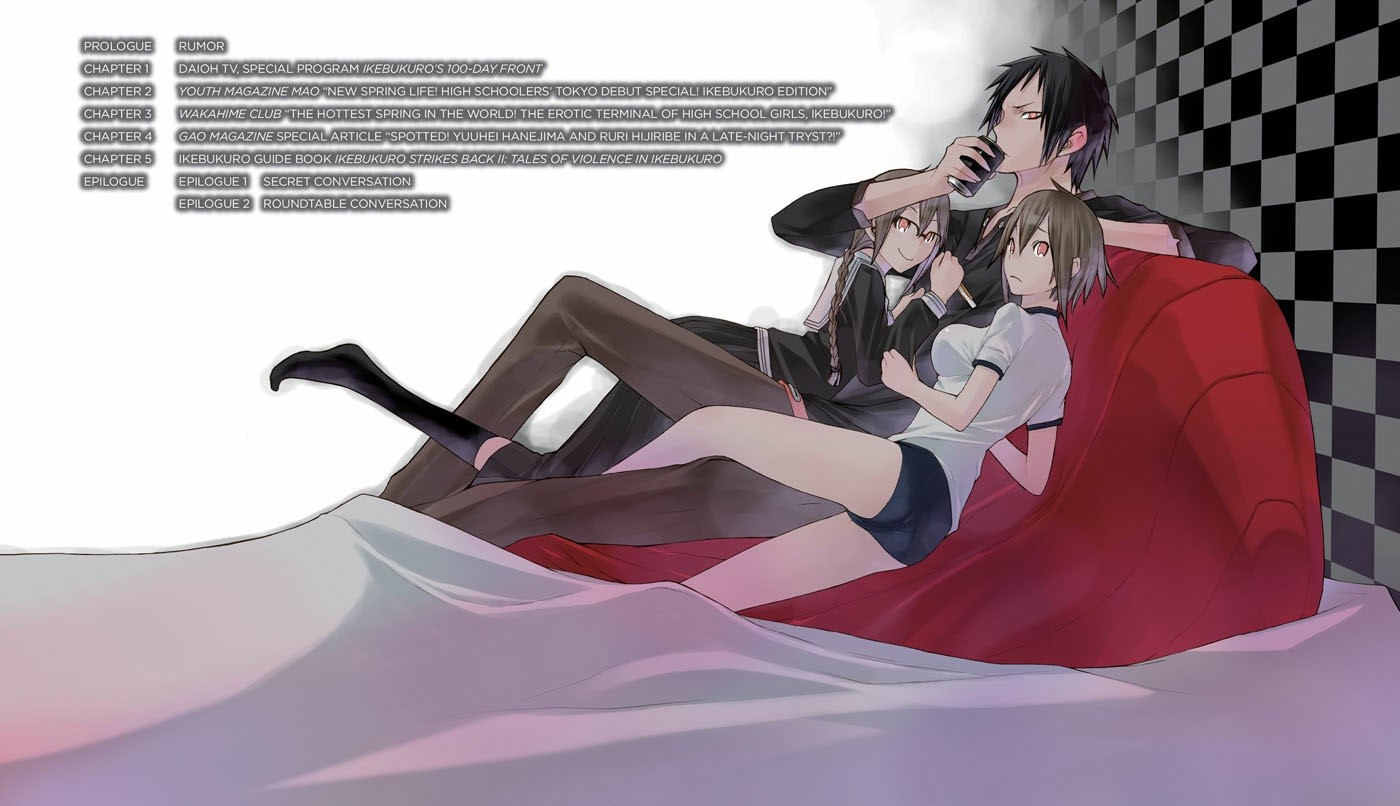 PROLOGUE RUMOR
CHAPTER 1 DAIOH TV, SPECIAL PROGRAM IKEBUKURO'S 100-DAY FRONT
CHAPTER 2 YOUTH MAGAZINE MAO “NEW SPRING LIFE! HIGH SCHOOLERS’ TOKYO DEBUT SPECIAL! IKEBUKURO EDITION”
CHAPTER 3 WAKAHIME CLUB “THE HOTTEST SPRING IN THE WORLD! THE EROTIC TERMINAL OF HIGH SCHOOL GIRLS, IKEBUKURO!”
CHAPTER 4 GAO MAGAZINE SPECIAL ARTICLE “SPOTTED! YUUHEI HANEJIMA AND RURI HIJIRIBE IN A LATE-NIGHT TRYST?!”
CHAPTER 5 IKEBUKURO GUIDE BOOK IKEBUKURO STRIKES BACK II: TALES OF VIOLENCE IN IKEBUKURO
EPILOGUE EPILOGUE 1 SECRET CONVERSATION
EPILOGUE 2 ROUNDTABLE CONVERSATION